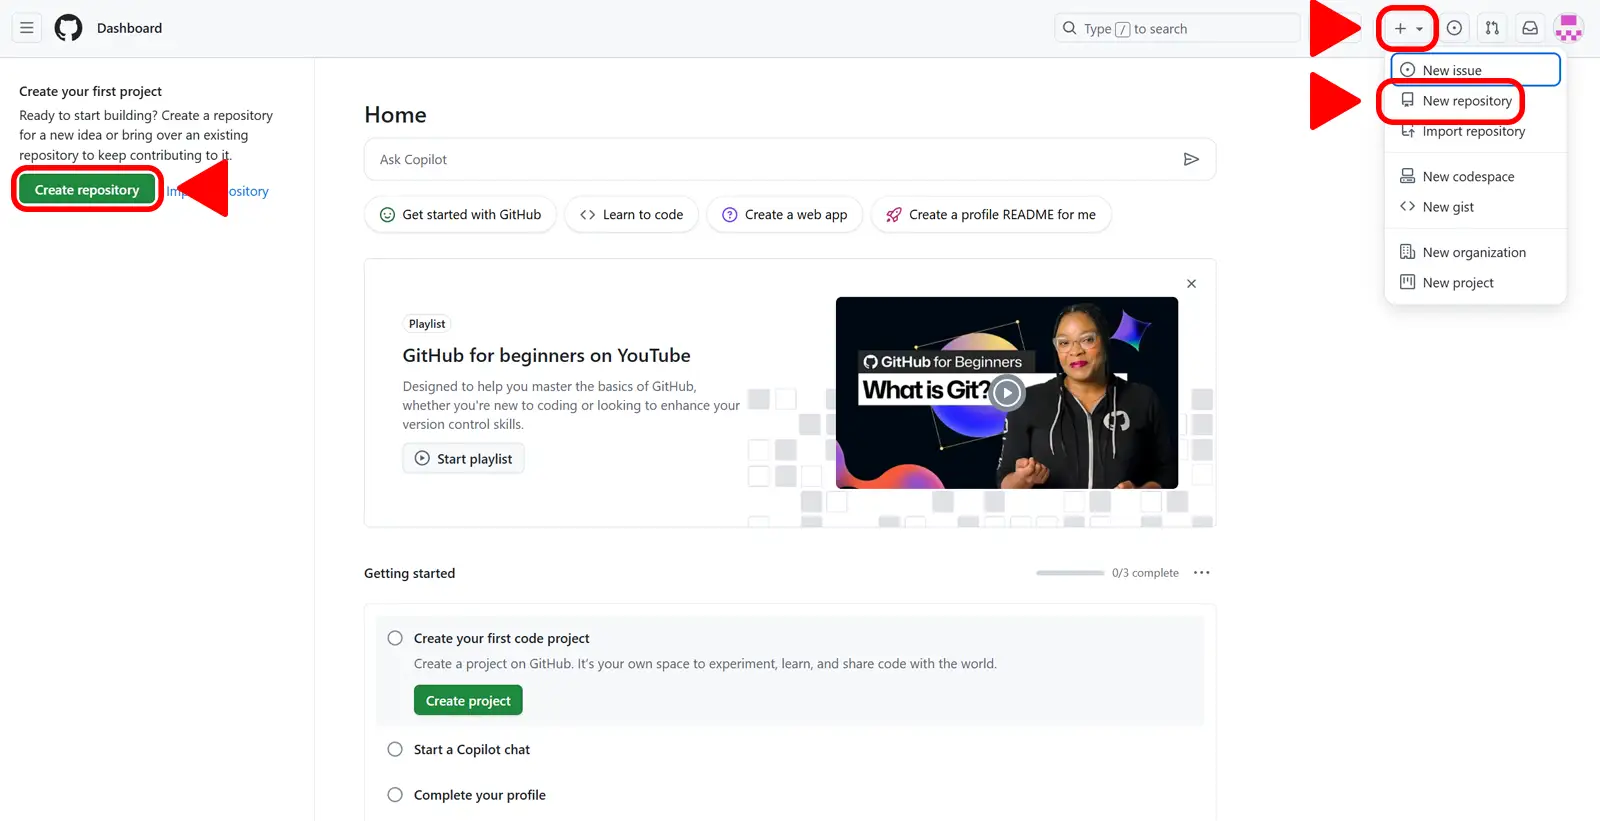 Dashboard
Type / to search
New issue
New repository
Import repository
New codespace
New gist
New organization
New project
Create your first project
Ready to start building? Create a repository
for a new idea or bring over an existing
repository to keep contributing to it.
Create repository
ository
Home
Ask Copilot
Get started with GitHub
Learn to code
Create a web app
Create a profile README for me
Playlist
GitHub for beginners on YouTube
Designed to help you master the basics of GitHub,
whether you're new to coding or looking to enhance your
version control skills.
Start playlist
GitHub for Beginners
What is Git?
Getting started
0/3 complete
Create your first code project
Create a project on GitHub. It's your own space to experiment, learn, and share code with the world.
Create project
Start a Copilot chat
Complete your profile